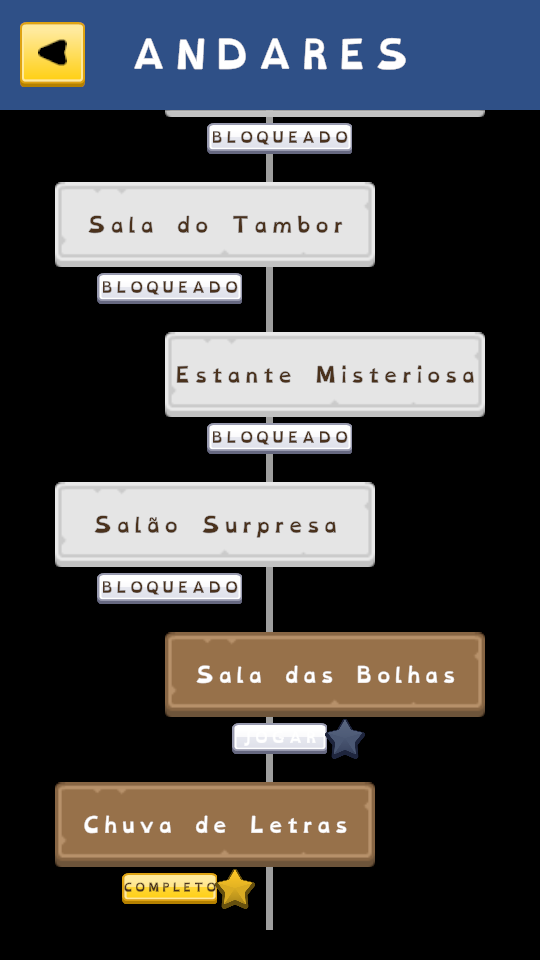 ANDARES
BLOQUEADO
Sala do Tambor
BLOQUEADO
Estante Misteriosa
BLOQUEADO
Salão Surpresa
BLOQUEADO
Sala das Bolhas
JOGAR
Chuva de Letras
COMPLETO